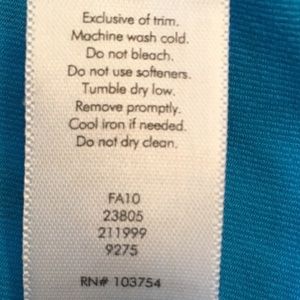 Exclusive of trim.
Machine wash cold.
Do not bleach.
Do not use softeners.
Tumble dry low.
Remove promptly.
Cool iron if needed.
Do not dry clean.
FA10
23805
211999
9275
RN# 103754